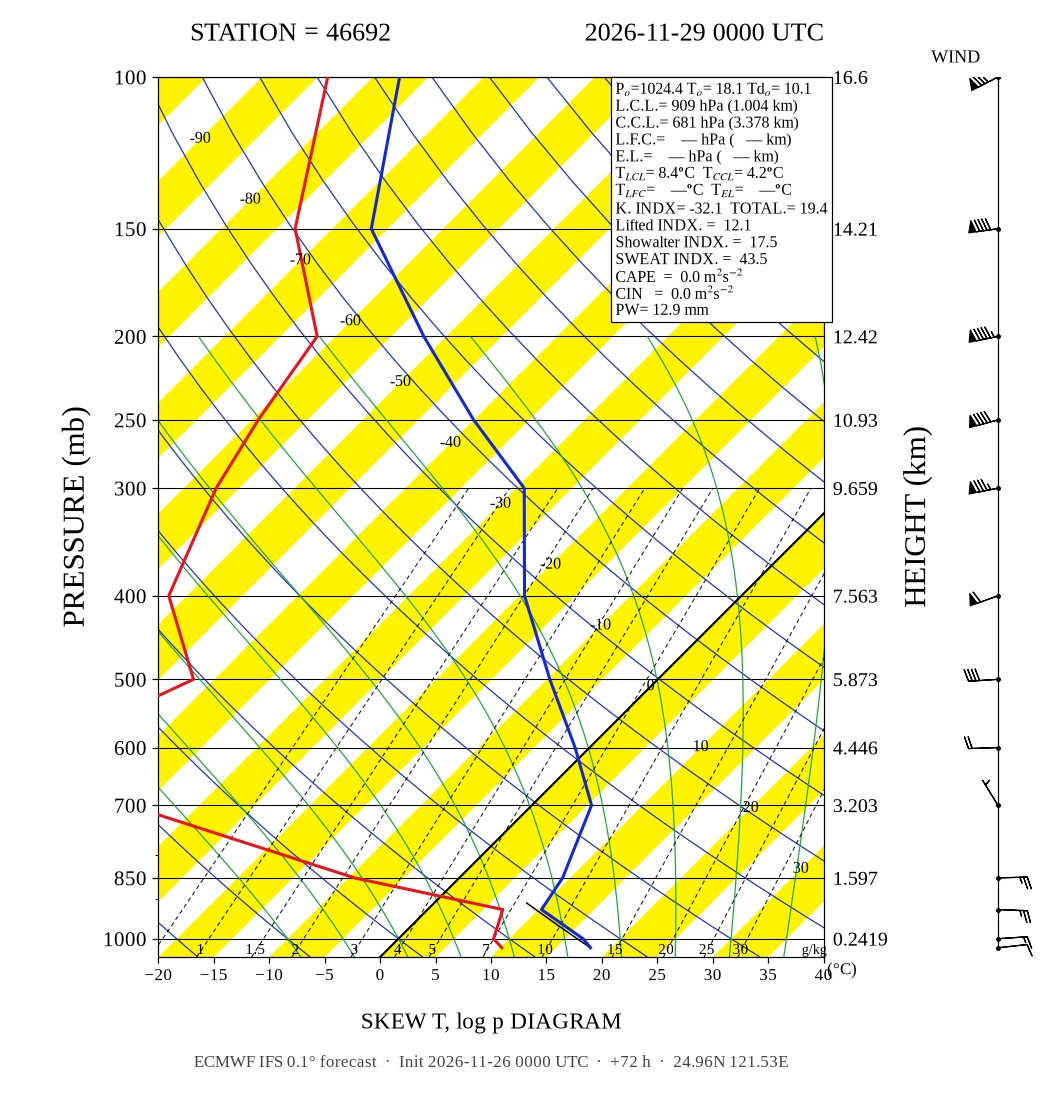 STATION = 46692
2026-11-29 0000 UTC
WIND
Pₒ=1024.4 Tₒ= 18.1 Tdₒ= 10.1
L.C.L.= 909 hPa (1.004 km)
C.C.L.= 681 hPa (3.378 km)
L.F.C.= — hPa ( — km)
E.L.= — hPa ( — km)
T_LCL= 8.4°C T_CCL= 4.2°C
T_LFC= —°C T_EL= —°C
K. INDX= -32.1 TOTAL.= 19.4
Lifted INDX. = 12.1
Showalter INDX. = 17.5
SWEAT INDX. = 43.5
CAPE = 0.0 m²s⁻²
CIN = 0.0 m²s⁻²
PW= 12.9 mm
PRESSURE (mb)
100
150
200
250
300
400
500
600
700
850
1000
-90
-80
-70
-60
-50
-40
-30
-20
-10
0
10
20
30
16.6
14.21
12.42
10.93
9.659
7.563
5.873
4.446
3.203
1.597
0.2419
HEIGHT (km)
1 1.5 2 3 4 5 7 10 15 20 25 30 g/kg
−20 −15 −10 −5 0 5 10 15 20 25 30 35 40 (°C)
SKEW T, log p DIAGRAM
ECMWF IFS 0.1° forecast · Init 2026-11-26 0000 UTC · +72 h · 24.96N 121.53E